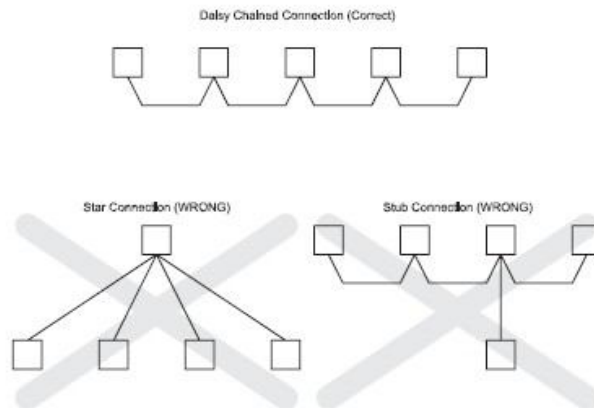 Daisy Chained Connection (Correct)
Star Connection (WRONG)
Stub Connection (WRONG)